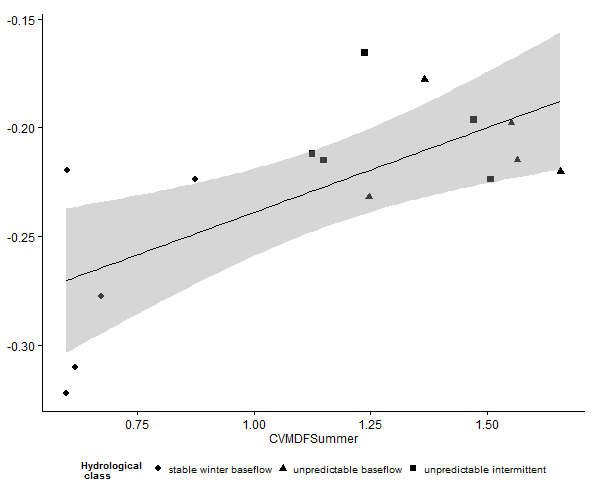 -0.15
-0.20
-0.25
-0.30
0.75 1.00 1.25 1.50
CVMDFSummer
Hydrological
class
stable winter baseflow unpredictable baseflow unpredictable intermittent